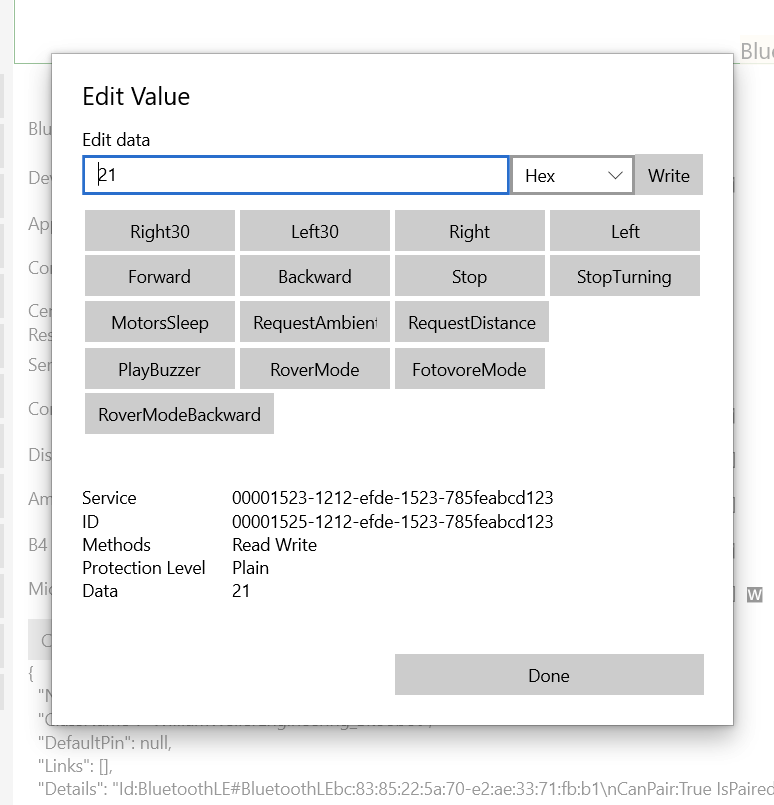 Blu
Edit Value
Blu
Edit data
21 Hex Write
Dev
Right30 Left30 Right Left
App
Forward Backward Stop StopTurning
Con
MotorsSleep RequestAmbient RequestDistance
Cer
Res
PlayBuzzer RoverMode FotovoreMode
Ser
RoverModeBackward
Con
Dis
Service 00001523-1212-efde-1523-785feabcd123
Am
ID 00001525-1212-efde-1523-785feabcd123
Methods Read Write
B4
Protection Level Plain
Data 21
Mic
W
C
Done
{
"DefaultPin": null,
"Links": [],
"Details": "Id:BluetoothLE#BluetoothLEbc:83:85:22:5a:70-e2:ae:33:71:fb:b1\nCanPair:True IsPaired